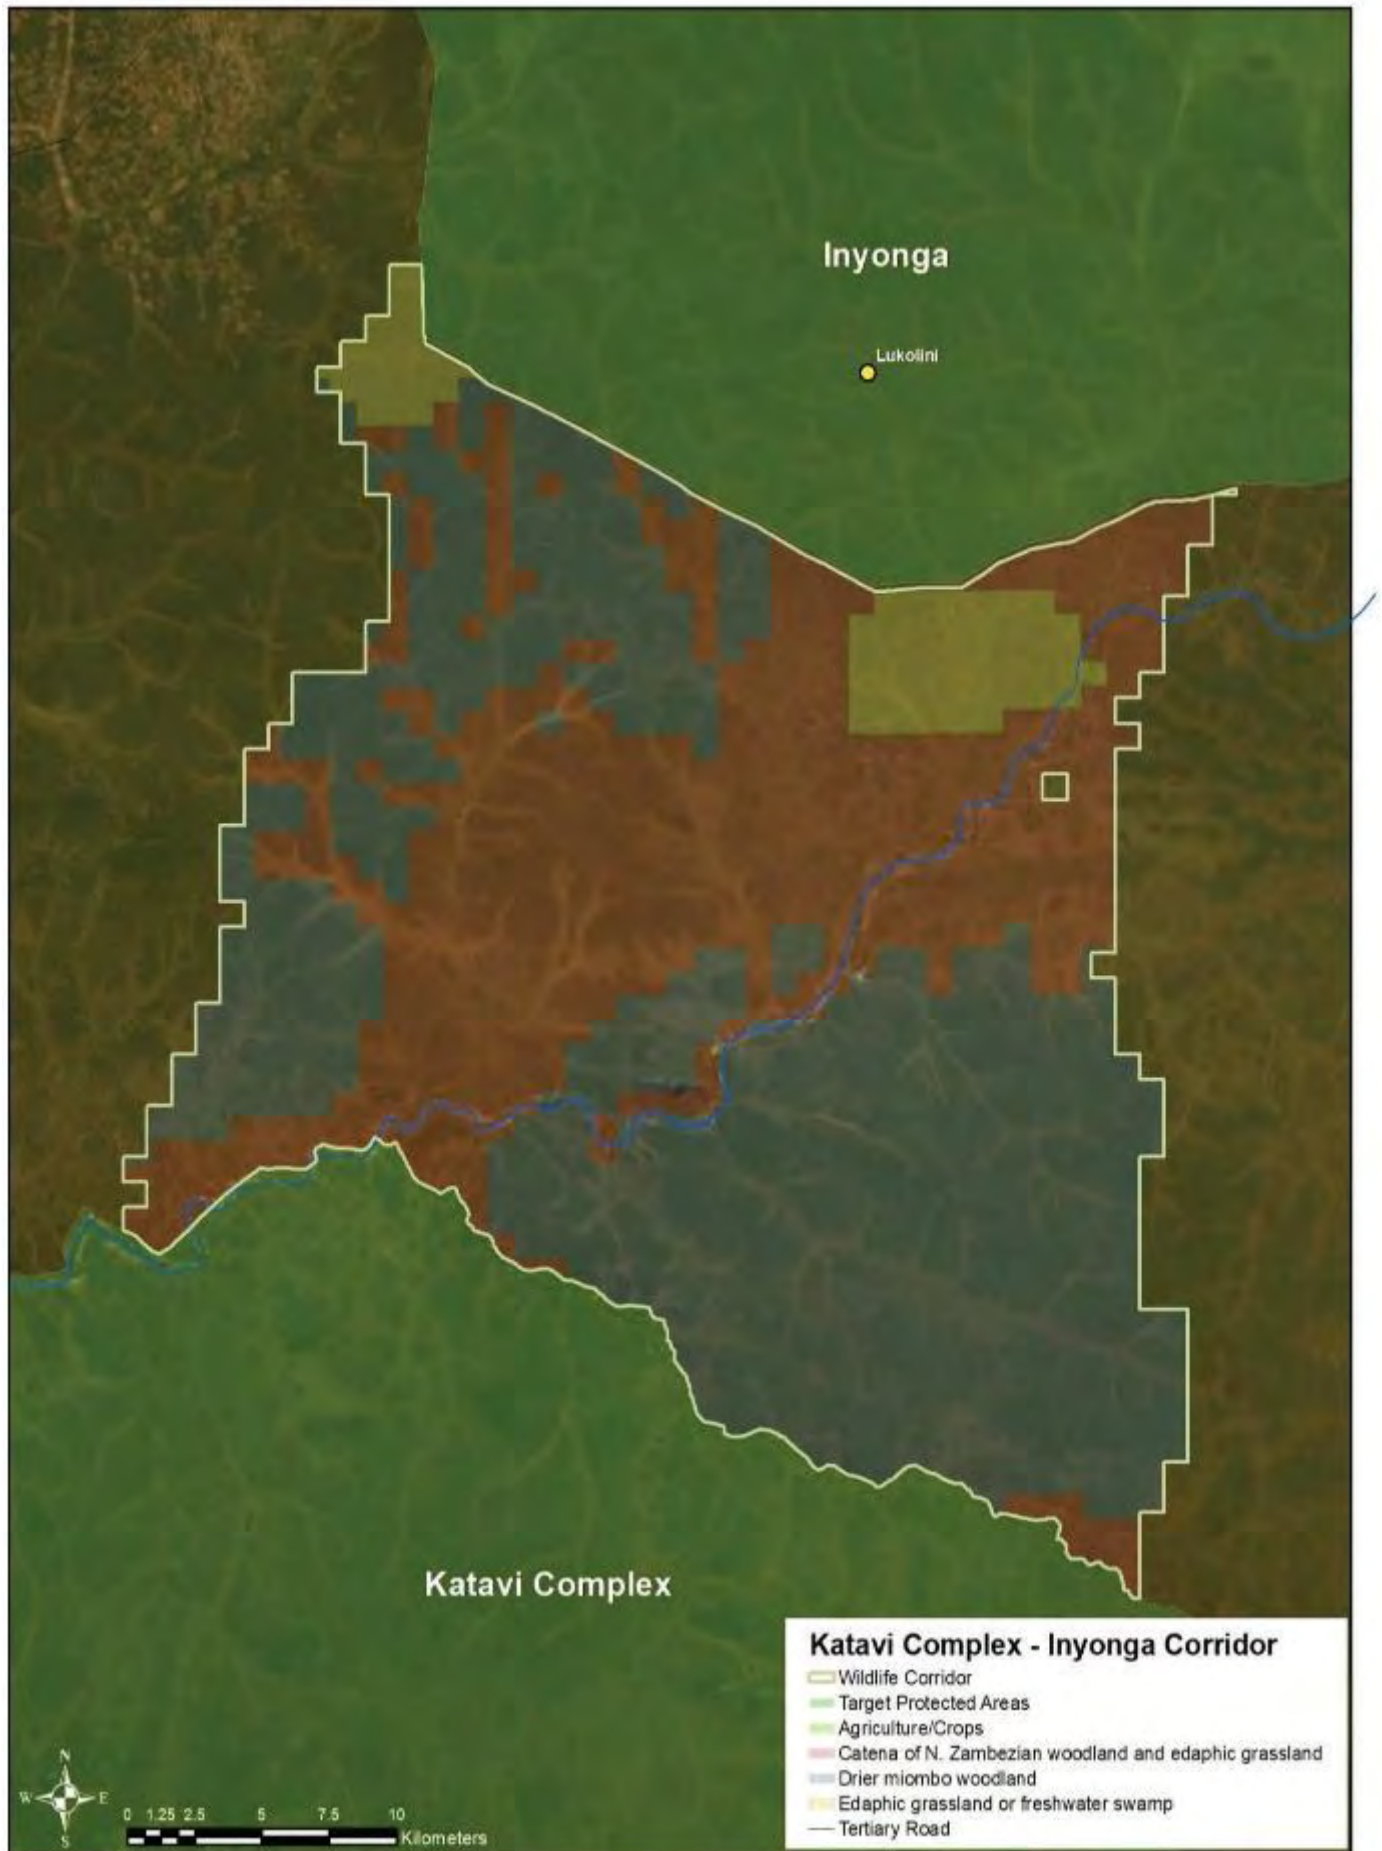 Inyonga
Lukolini
Katavi Complex
Katavi Complex - Inyonga Corridor
Wildlife Corridor
Target Protected Areas
Agriculture/Crops
Catena of N. Zambezian woodland and edaphic grassland
Drier miombo woodland
Edaphic grassland or freshwater swamp
Tertiary Road
N
W E
S
0 1.25 2.5 5 7.5 10
Kilometers